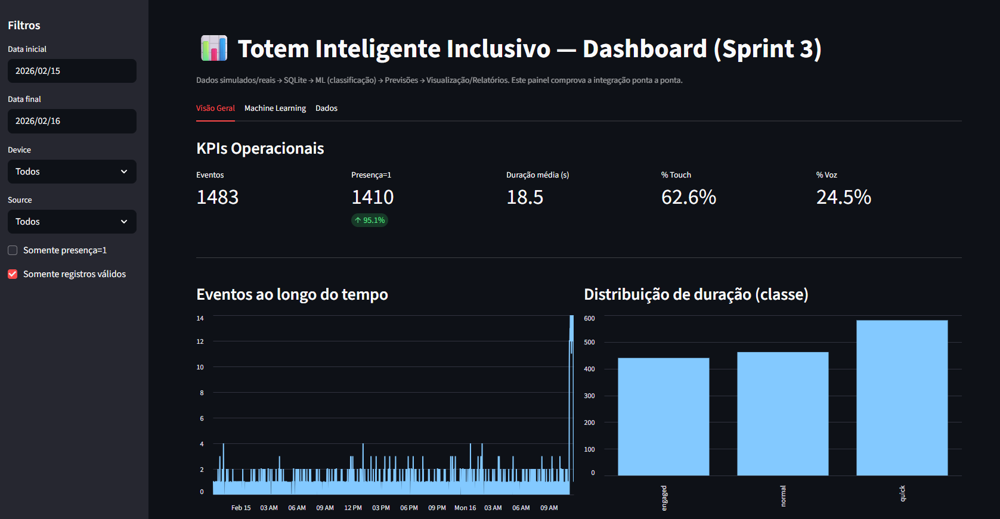 Filtros
Data inicial
2026/02/15
Data final
2026/02/16
Device
Todos
Source
Todos
Somente presença=1
Somente registros válidos
Totem Inteligente Inclusivo — Dashboard (Sprint 3)
Dados simulados/reais → SQLite → ML (classificação) → Previsões → Visualização/Relatórios. Este painel comprova a integração ponta a ponta.
Visão Geral Machine Learning Dados
KPIs Operacionais
Eventos
1483
Presença=1
1410
↑ 95.1%
Duração média (s)
18.5
% Touch
62.6%
% Voz
24.5%
Eventos ao longo do tempo
14
12
10
8
6
4
2
0
Feb 15 03 AM 06 AM 09 AM 12 PM 03 PM 06 PM 09 PM Mon 16 03 AM 06 AM 09 AM
Distribuição de duração (classe)
600
500
400
300
200
100
0
engaged
normal
quick